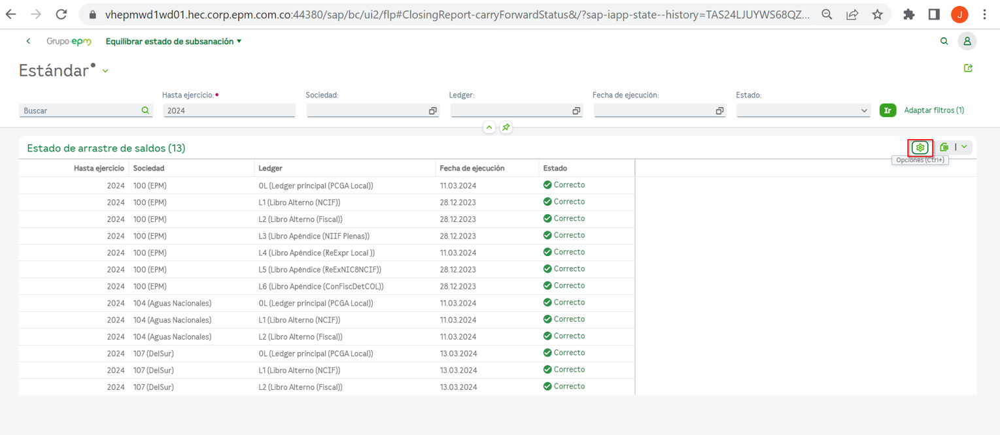 vhepmwd1wd01.hec.corp.epm.com.co:44380/sap/bc/ui2/flp#ClosingReport-carryForwardStatus&/?sap-iapp-state--history=TAS24LJUYWS68QZ...
J
Grupo·epm Equilibrar estado de subsanación
Estándar
Hasta ejercicio: Sociedad: Ledger: Fecha de ejecución: Estado:
Buscar 2024 Ir Adaptar filtros (1)
Estado de arrastre de saldos (13)
Opciones (Ctrl+)
Hasta ejercicio Sociedad Ledger Fecha de ejecución Estado
2024 100 (EPM) 0L (Ledger principal (PCGA Local)) 11.03.2024 Correcto
2024 100 (EPM) L1 (Libro Alterno (NCIF)) 28.12.2023 Correcto
2024 100 (EPM) L2 (Libro Alterno (Fiscal)) 28.12.2023 Correcto
2024 100 (EPM) L3 (Libro Apéndice (NIIF Plenas)) 28.12.2023 Correcto
2024 100 (EPM) L4 (Libro Apéndice (ReExpr Local )) 11.03.2024 Correcto
2024 100 (EPM) L5 (Libro Apéndice (ReExNIC8NCIF)) 28.12.2023 Correcto
2024 100 (EPM) L6 (Libro Apéndice (ConFiscDetCOL)) 28.12.2023 Correcto
2024 104 (Aguas Nacionales) 0L (Ledger principal (PCGA Local)) 11.03.2024 Correcto
2024 104 (Aguas Nacionales) L1 (Libro Alterno (NCIF)) 11.03.2024 Correcto
2024 104 (Aguas Nacionales) L2 (Libro Alterno (Fiscal)) 11.03.2024 Correcto
2024 107 (DelSur) 0L (Ledger principal (PCGA Local)) 13.03.2024 Correcto
2024 107 (DelSur) L1 (Libro Alterno (NCIF)) 13.03.2024 Correcto
2024 107 (DelSur) L2 (Libro Alterno (Fiscal)) 13.03.2024 Correcto